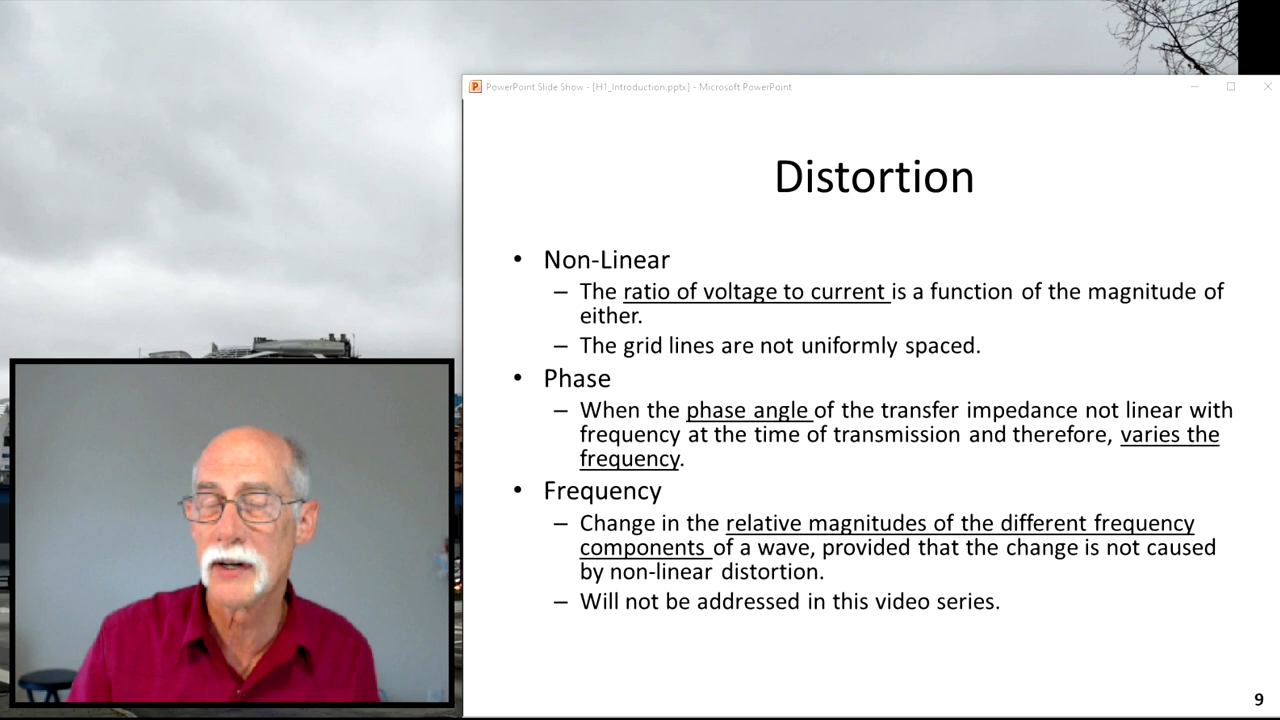 PowerPoint Slide Show - [H1_Introduction.pptx] - Microsoft PowerPoint
Distortion
• Non-Linear
– The ratio of voltage to current is a function of the magnitude of
either.
– The grid lines are not uniformly spaced.
• Phase
– When the phase angle of the transfer impedance not linear with
frequency at the time of transmission and therefore, varies the
frequency.
• Frequency
– Change in the relative magnitudes of the different frequency
components of a wave, provided that the change is not caused
by non-linear distortion.
– Will not be addressed in this video series.
9